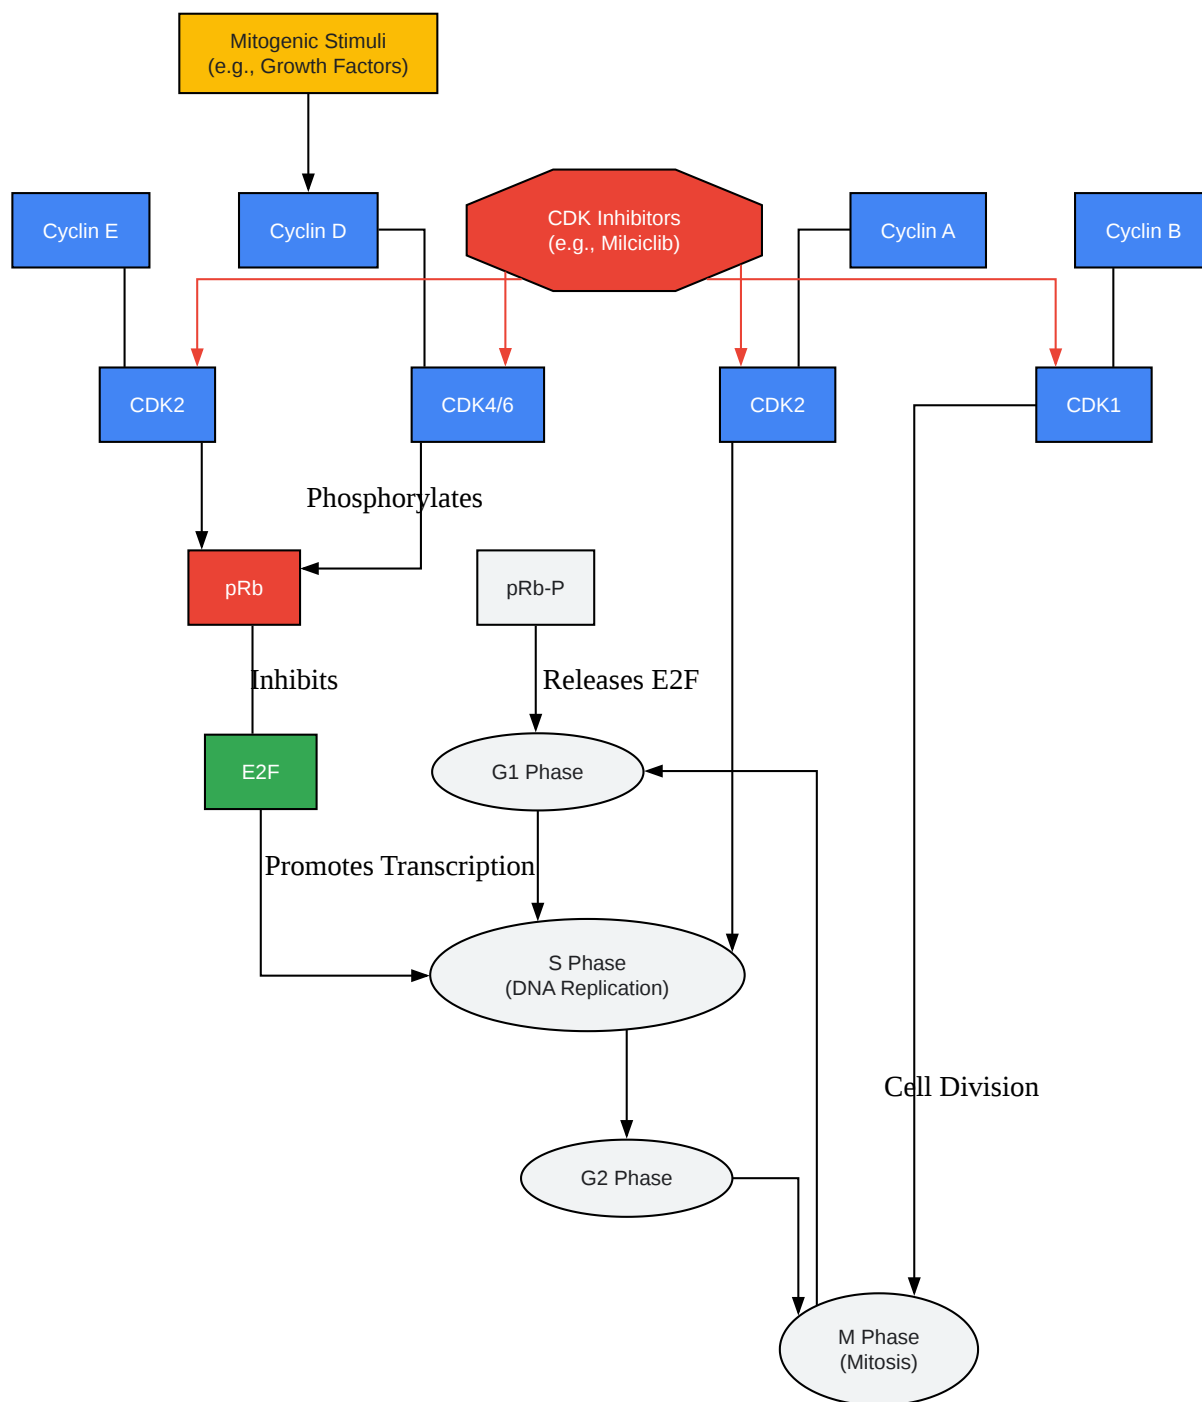 Mitogenic Stimuli
(e.g., Growth Factors)
CDK Inhibitors
(e.g., Milciclib)
Cyclin E
Cyclin D
Cyclin A
Cyclin B
CDK2
CDK4/6
CDK2
CDK1
Phosphorylates
pRb
pRb-P
Inhibits
Releases E2F
E2F
G1 Phase
Promotes Transcription
S Phase
(DNA Replication)
Cell Division
G2 Phase
M Phase
(Mitosis)